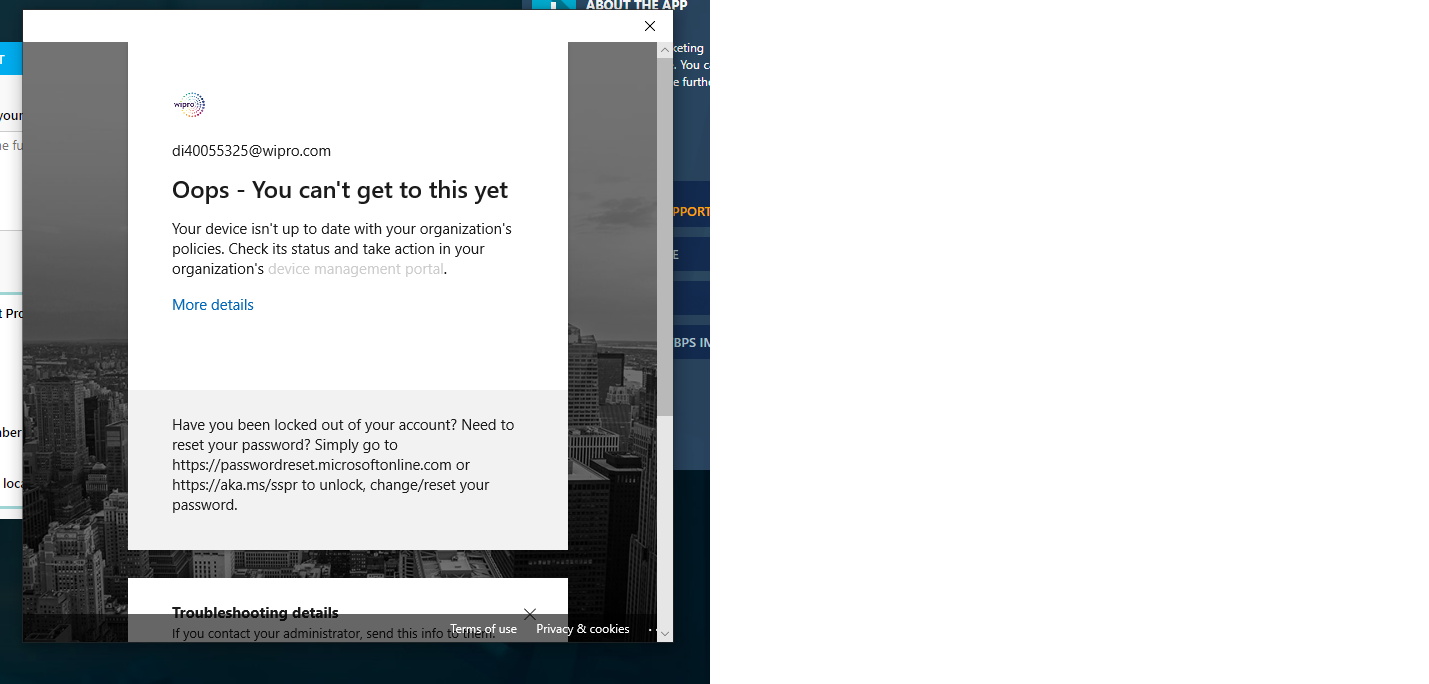 ABOUT THE APP
wipro
di40055325@wipro.com
Oops - You can't get to this yet
Your device isn't up to date with your organization's
policies. Check its status and take action in your
organization's device management portal.
More details
Have you been locked out of your account? Need to
reset your password? Simply go to
https://passwordreset.microsoftonline.com or
https://aka.ms/sspr to unlock, change/reset your
password.
Troubleshooting details
If you contact your administrator, send this info to them.
Terms of use
Privacy & cookies
keting
. You c
e furthe
PPORT
E
BPS IM
T
your
e fu
t Pro
mber
loca